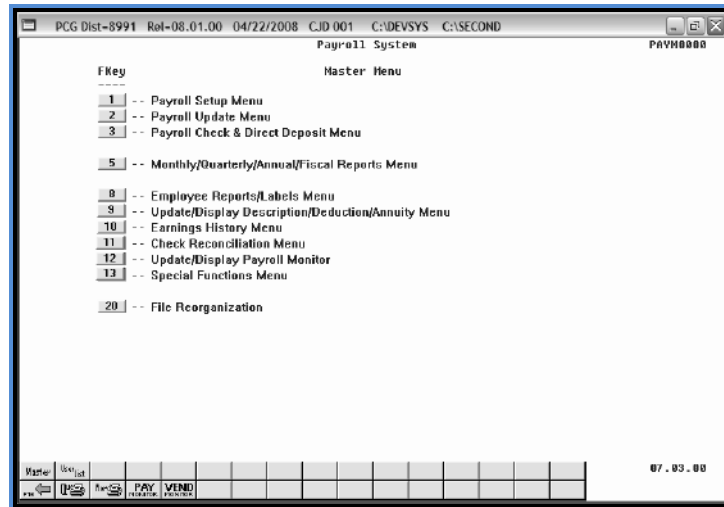 PCG Dist=8991 Rel=08.01.00 04/22/2008 CJD 001 C:\DEVSYS C:\SECOND
Payroll System PAYM0000
FKey Master Menu
----
1 -- Payroll Setup Menu
2 -- Payroll Update Menu
3 -- Payroll Check & Direct Deposit Menu
5 -- Monthly/Quarterly/Annual/Fiscal Reports Menu
8 -- Employee Reports/Labels Menu
9 -- Update/Display Description/Deduction/Annuity Menu
10 -- Earnings History Menu
11 -- Check Reconciliation Menu
12 -- Update/Display Payroll Monitor
13 -- Special Functions Menu
20 -- File Reorganization
Master User list 07.03.00
PAY MONITOR VEND MONITOR